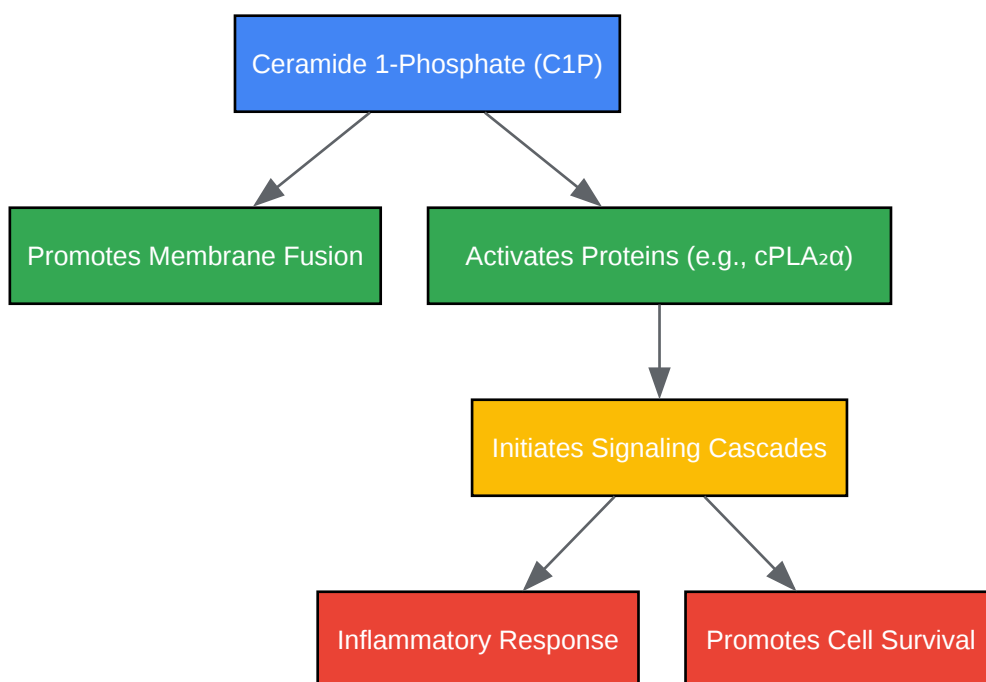 Ceramide 1-Phosphate (C1P)
Promotes Membrane Fusion
Activates Proteins (e.g., cPLA₂α)
Initiates Signaling Cascades
Inflammatory Response
Promotes Cell Survival